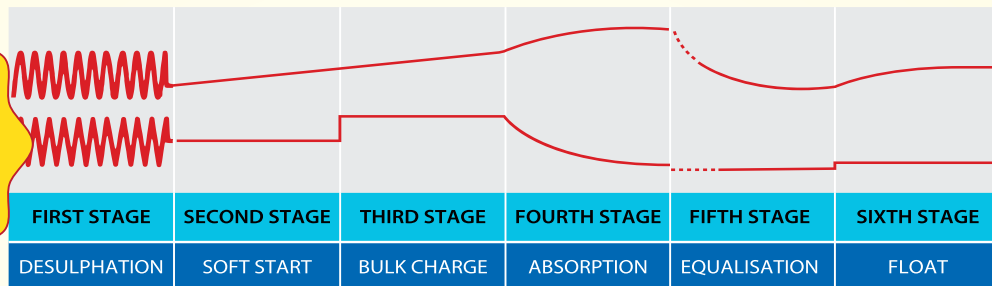 FIRST STAGE SECOND STAGE THIRD STAGE FOURTH STAGE FIFTH STAGE SIXTH STAGE
DESULPHATION SOFT START BULK CHARGE ABSORPTION EQUALISATION FLOAT